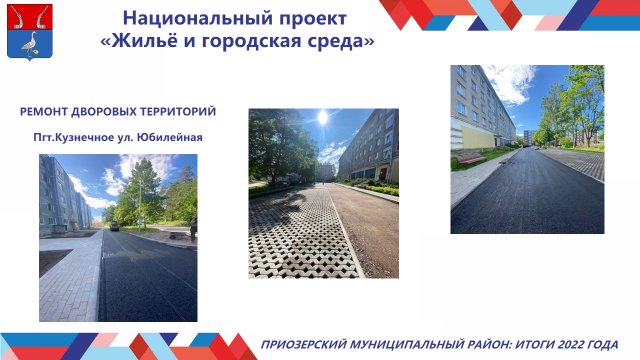 Национальный проект
«Жильё и городская среда»
РЕМОНТ ДВОРОВЫХ ТЕРРИТОРИЙ
Пгт.Кузнечное ул. Юбилейная
ПРИОЗЕРСКИЙ МУНИЦИПАЛЬНЫЙ РАЙОН: ИТОГИ 2022 ГОДА